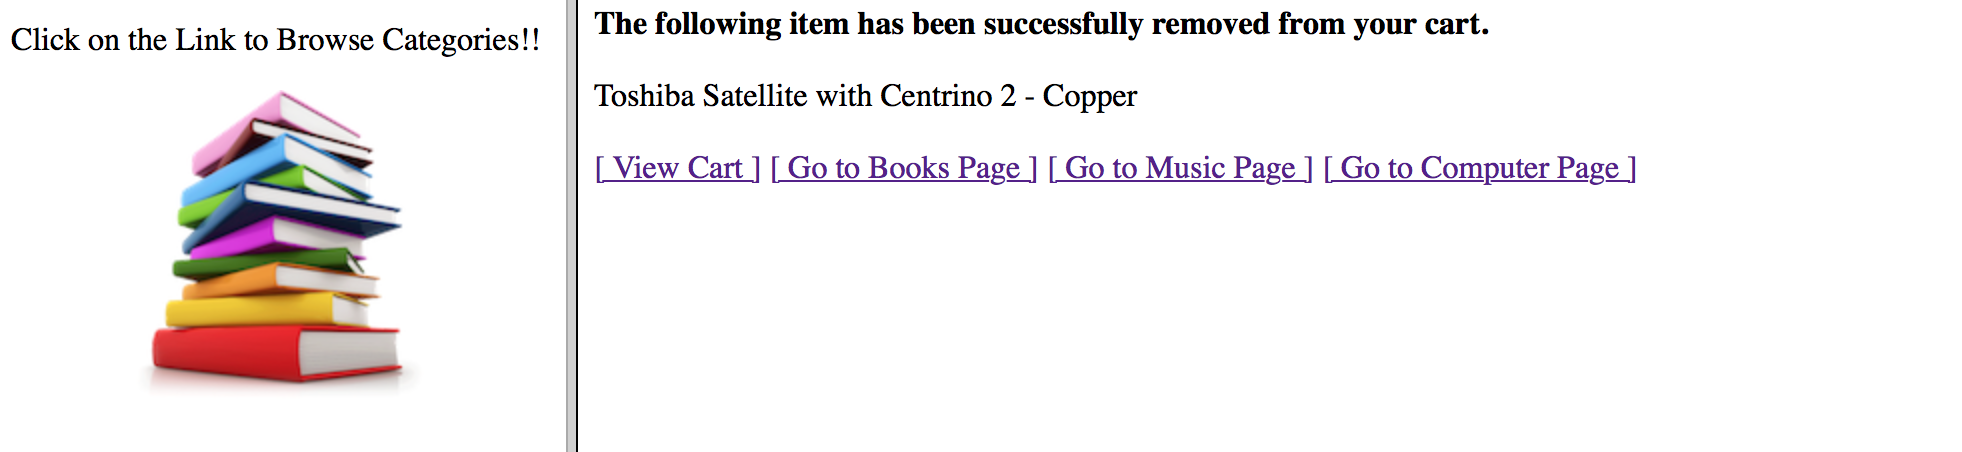 Click on the Link to Browse Categories!!
The following item has been successfully removed from your cart.
Toshiba Satellite with Centrino 2 - Copper
[ View Cart ] [ Go to Books Page ] [ Go to Music Page ] [ Go to Computer Page ]